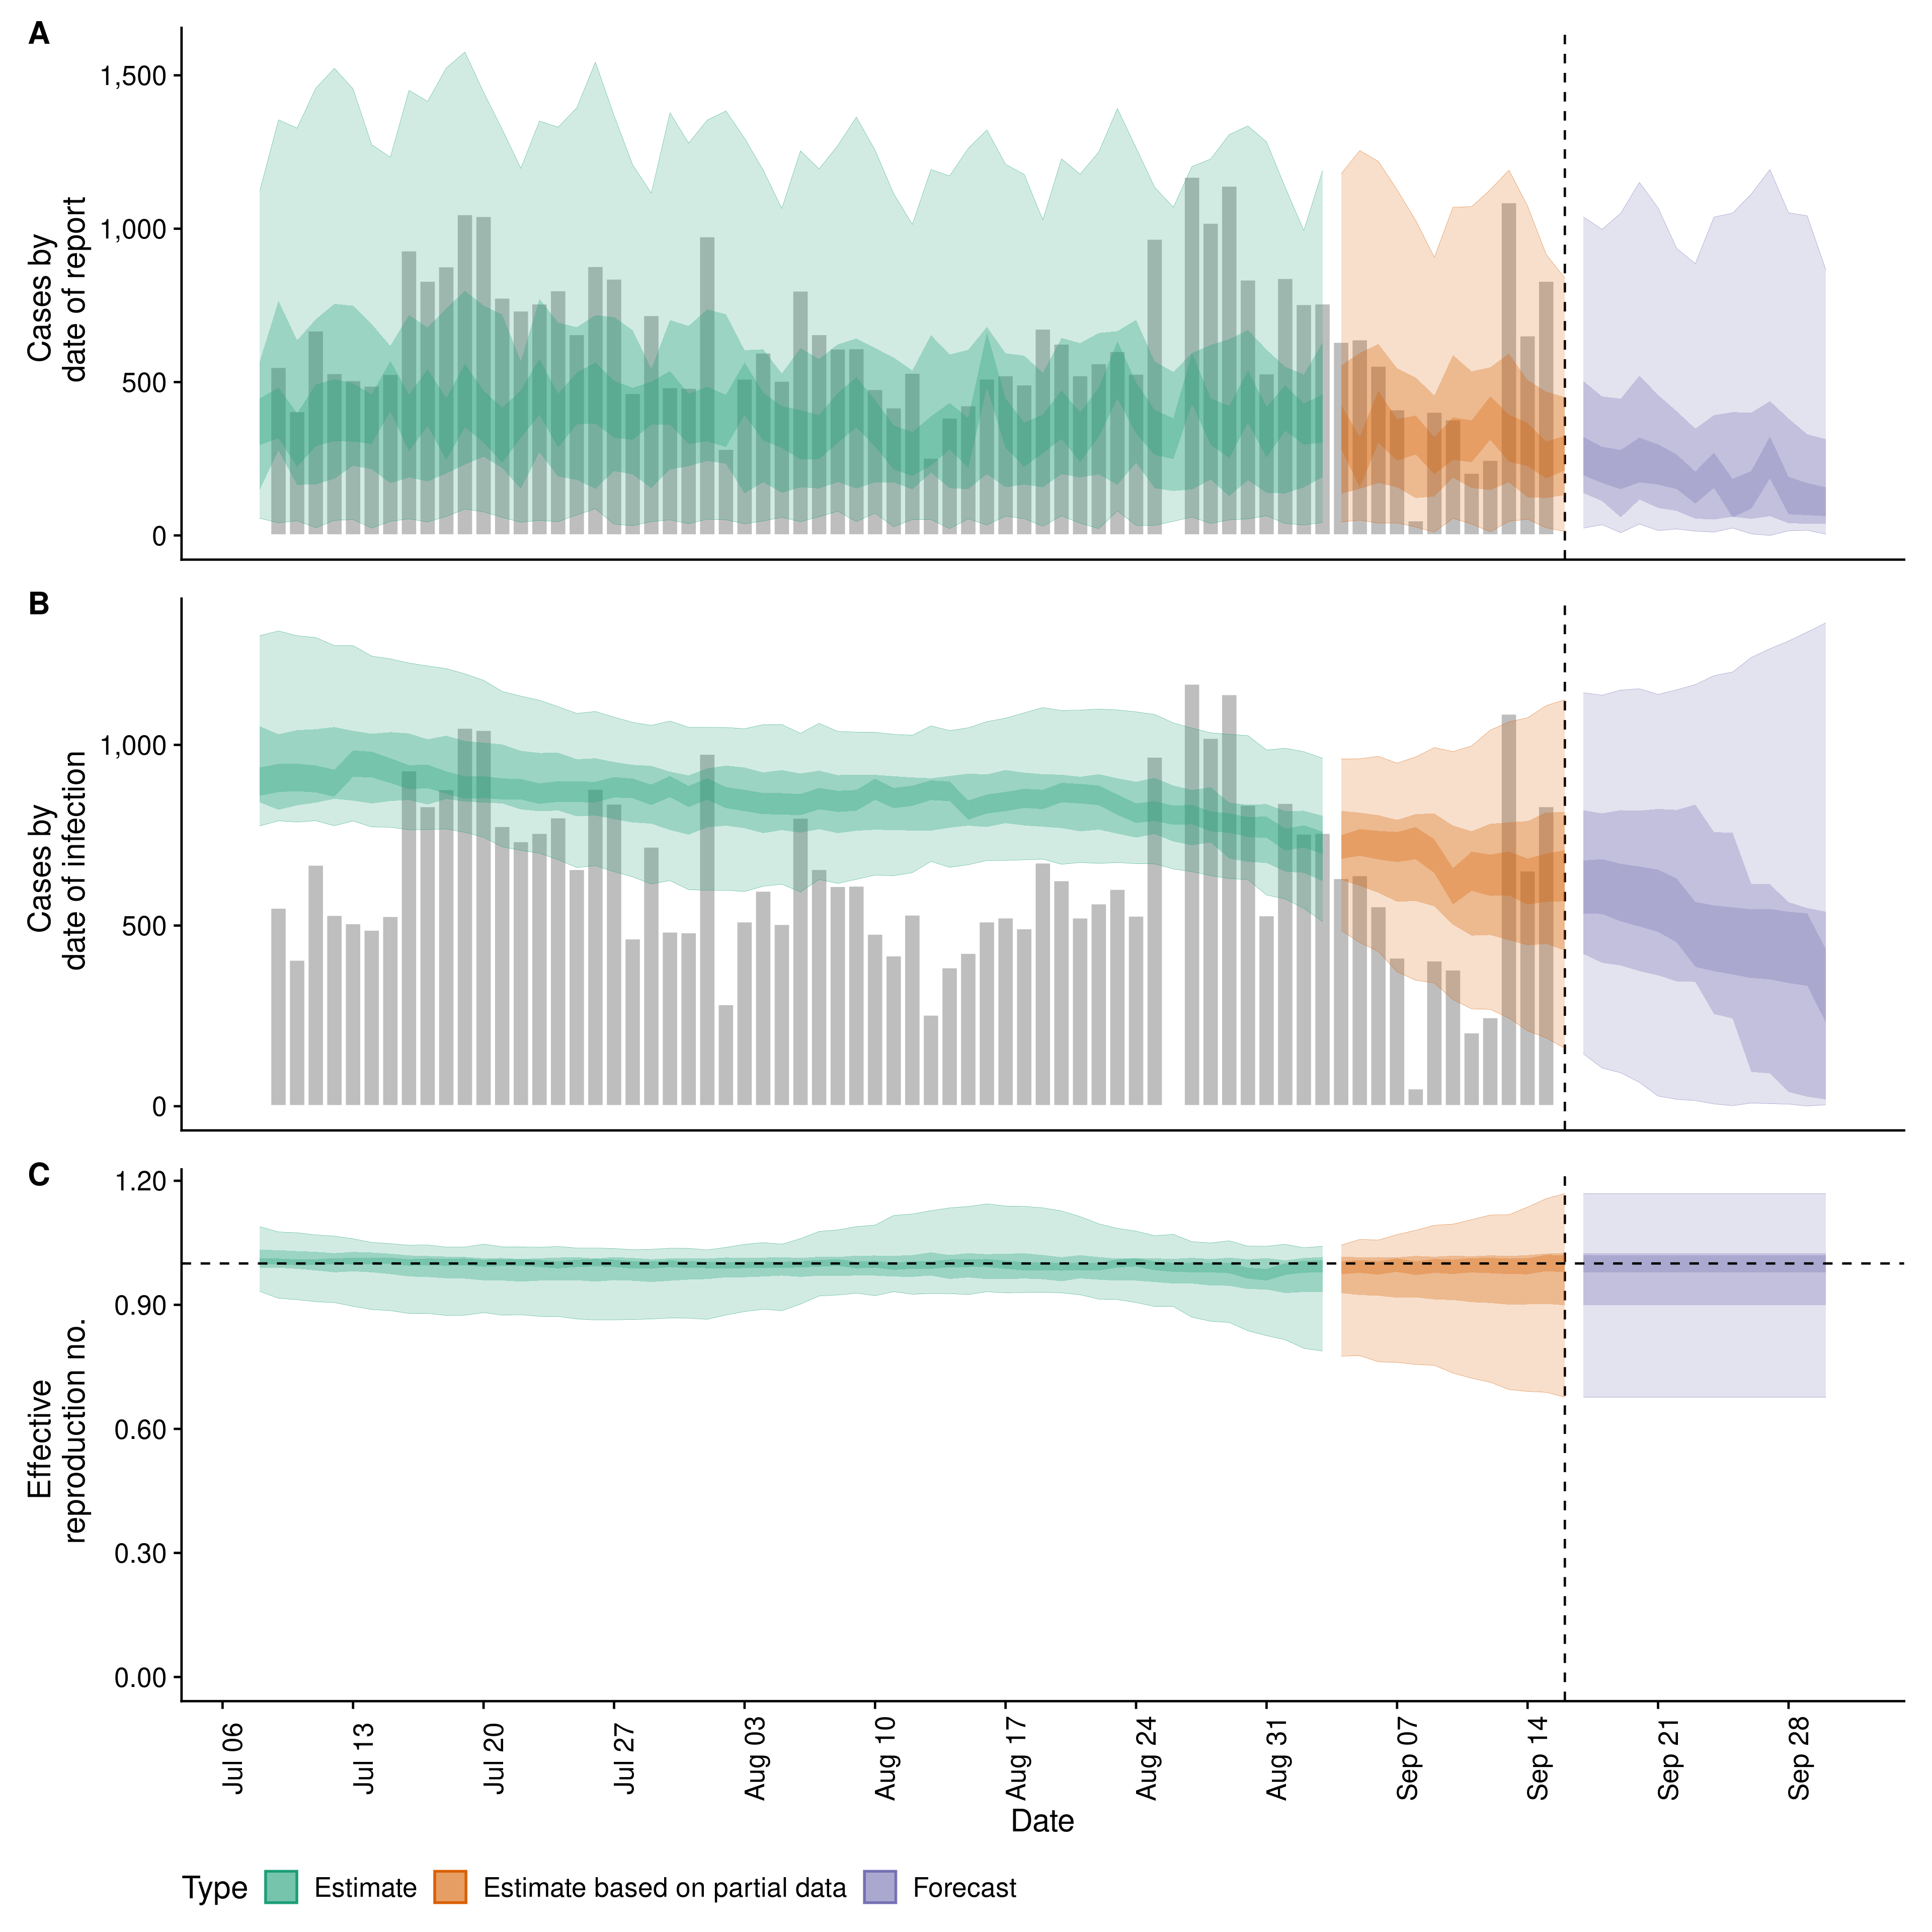 A
1,500
1,000
500
0
Cases by
date of report
B
1,000
500
0
Cases by
date of infection
C
1.20
0.90
0.60
0.30
0.00
Effective
reproduction no.
Jul 06
Jul 13
Jul 20
Jul 27
Aug 03
Aug 10
Aug 17
Aug 24
Aug 31
Sep 07
Sep 14
Sep 21
Sep 28
Date
Type Estimate Estimate based on partial data Forecast